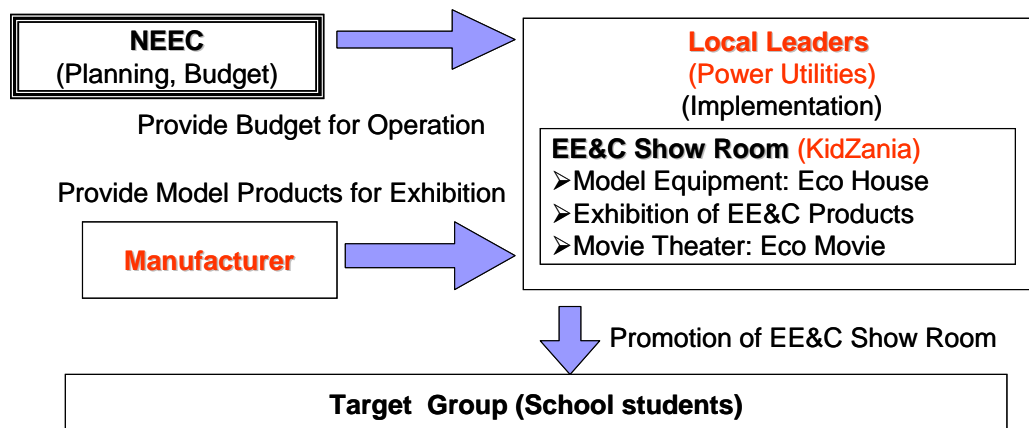 NEEC
(Planning, Budget)
Provide Budget for Operation
Provide Model Products for Exhibition
Manufacturer
Local Leaders
(Power Utilities)
(Implementation)
EE&C Show Room (KidZania)
➢Model Equipment: Eco House
➢Exhibition of EE&C Products
➢Movie Theater: Eco Movie
Promotion of EE&C Show Room
Target Group (School students)